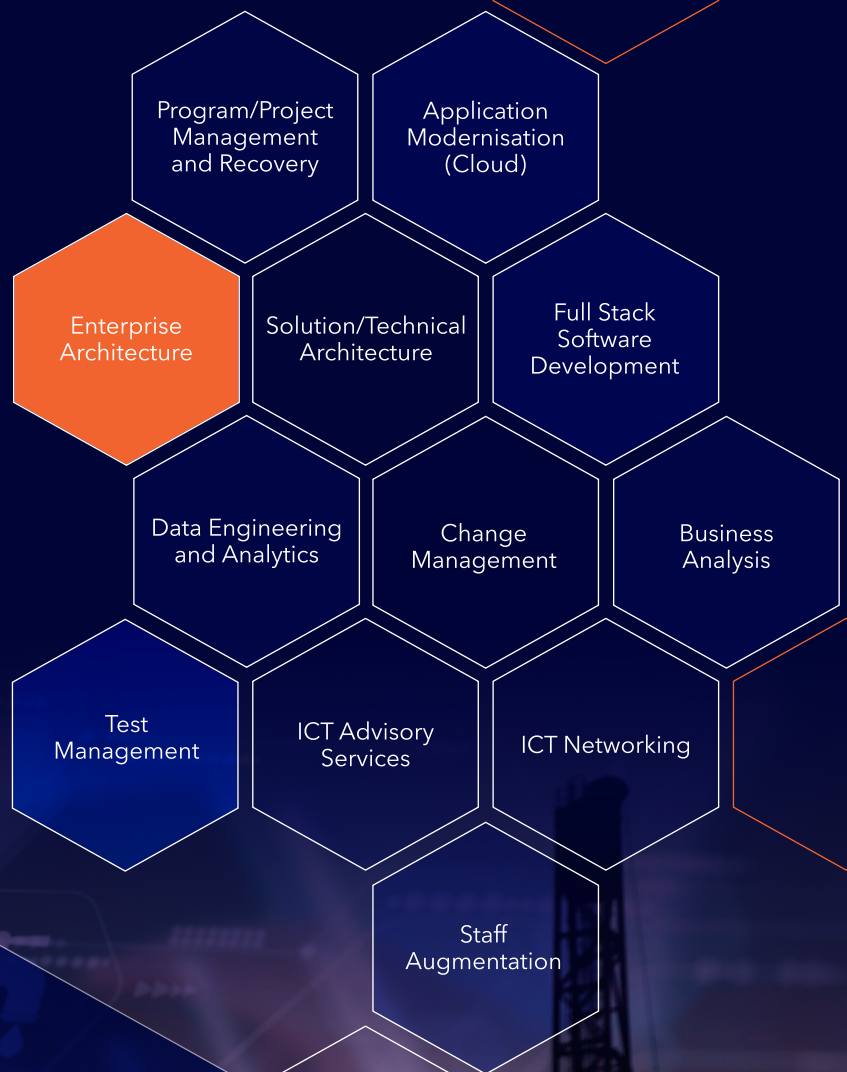 Program/Project
Management
and Recovery
Application
Modernisation
(Cloud)
Enterprise
Architecture
Solution/Technical
Architecture
Full Stack
Software
Development
Data Engineering
and Analytics
Change
Management
Business
Analysis
Test
Management
ICT Advisory
Services
ICT Networking
Staff
Augmentation